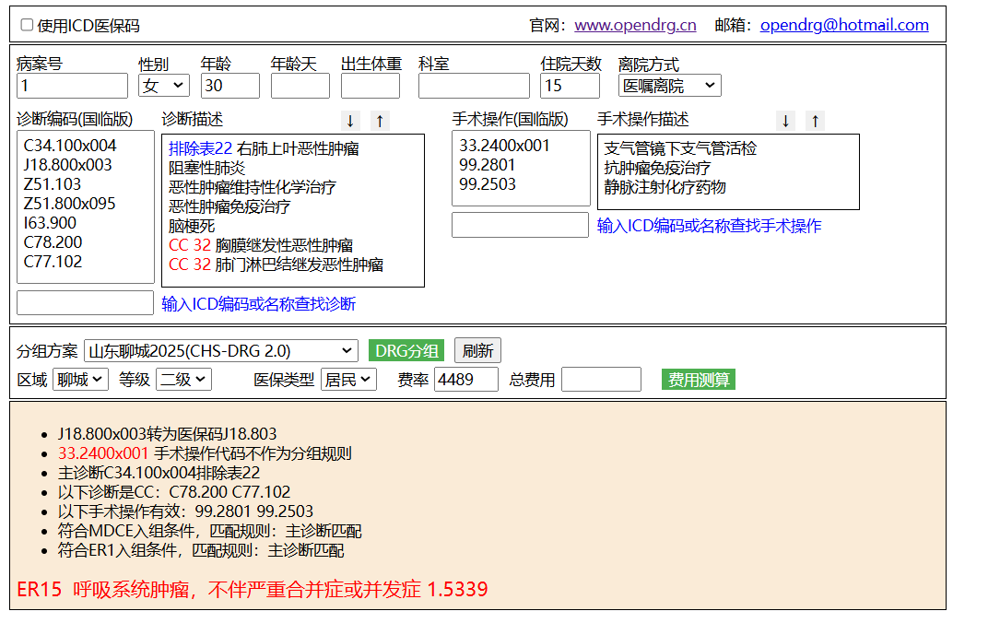 使用ICD医保码 官网：www.opendrg.cn 邮箱：opendrg@hotmail.com
病案号 性别 年龄 年龄天 出生体重 科室 住院天数 离院方式
1 女 30 15 医嘱离院
诊断编码(国临版) 诊断描述 ↓ ↑ 手术操作(国临版) 手术操作描述 ↓ ↑
C34.100x004
J18.800x003
Z51.103
Z51.800x095
I63.900
C78.200
C77.102
排除表22 右肺上叶恶性肿瘤
阻塞性肺炎
恶性肿瘤维持性化学治疗
恶性肿瘤免疫治疗
脑梗死
CC 32 胸膜继发性恶性肿瘤
CC 32 肺门淋巴结继发恶性肿瘤
输入ICD编码或名称查找诊断
33.2400x001
99.2801
99.2503
支气管镜下支气管活检
抗肿瘤免疫治疗
静脉注射化疗药物
输入ICD编码或名称查找手术操作
分组方案 山东聊城2025(CHS-DRG 2.0) DRG分组 刷新
区域 聊城 等级 二级 医保类型 居民 费率 4489 总费用 费用测算
J18.800x003转为医保码J18.803
33.2400x001 手术操作代码不作为分组规则
主诊断C34.100x004排除表22
以下诊断是CC：C78.200 C77.102
以下手术操作有效：99.2801 99.2503
符合MDCE入组条件，匹配规则：主诊断匹配
符合ER1入组条件，匹配规则：主诊断匹配
ER15 呼吸系统肿瘤，不伴严重合并症或并发症 1.5339